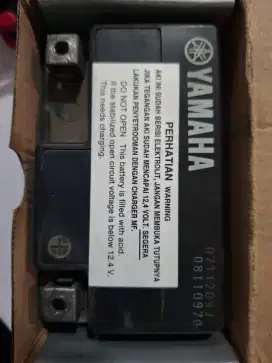 YAMAHA
PERHATIAN WARNING
AKI INI SUDAH BERISI ELEKTROLIT, JANGAN MEMBUKA TUTUPNYA
JIKA TEGANGAN AKI SUDAH MENCAPAI 12,4 VOLT. SEGERA
LAKUKAN PENYETROOMAN DENGAN CHARGER MF.
DO NOT OPEN This battery is filled with acid.
If the stabilized open circuit voltage is below 12.4 V.
This needs charging.